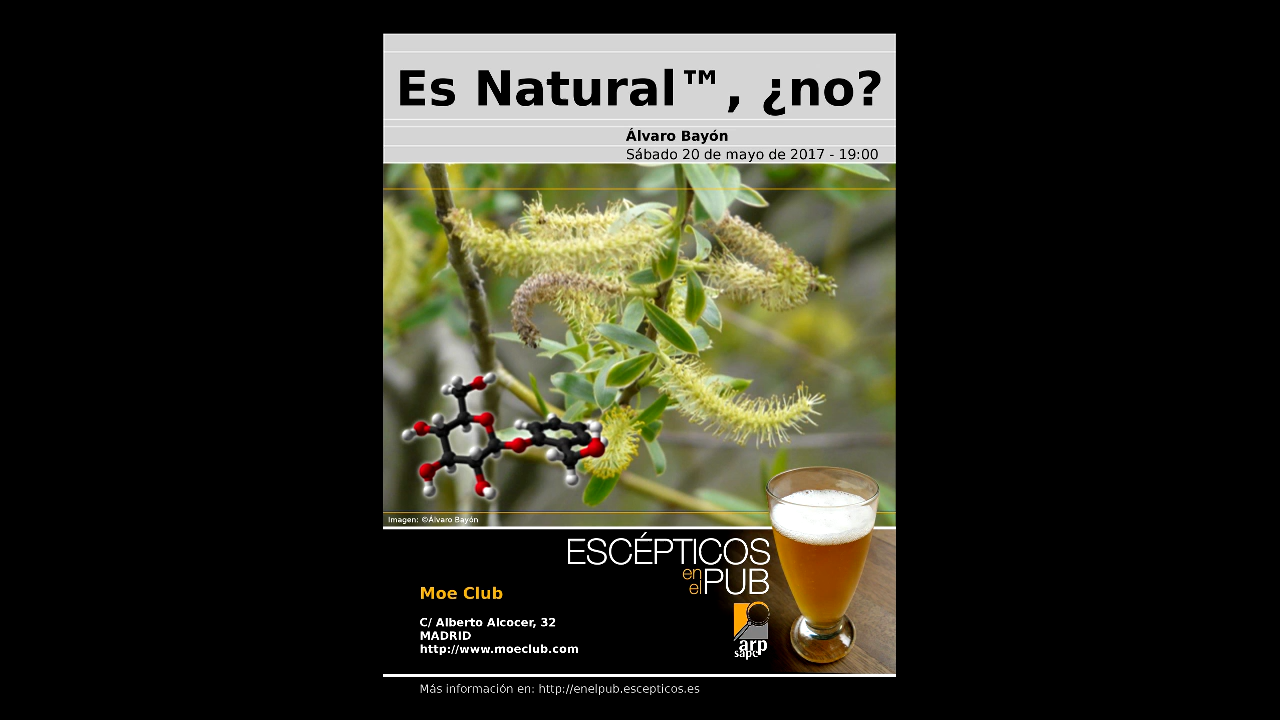 Es Natural™, ¿no?
Álvaro Bayón
Sábado 20 de mayo de 2017 - 19:00
Imagen: ©Álvaro Bayón
ESCÉPTICOS
en
el PUB
Moe Club
C/ Alberto Alcocer, 32
MADRID
http://www.moeclub.com
arp
sapc
Más información en: http://enelpub.escepticos.es